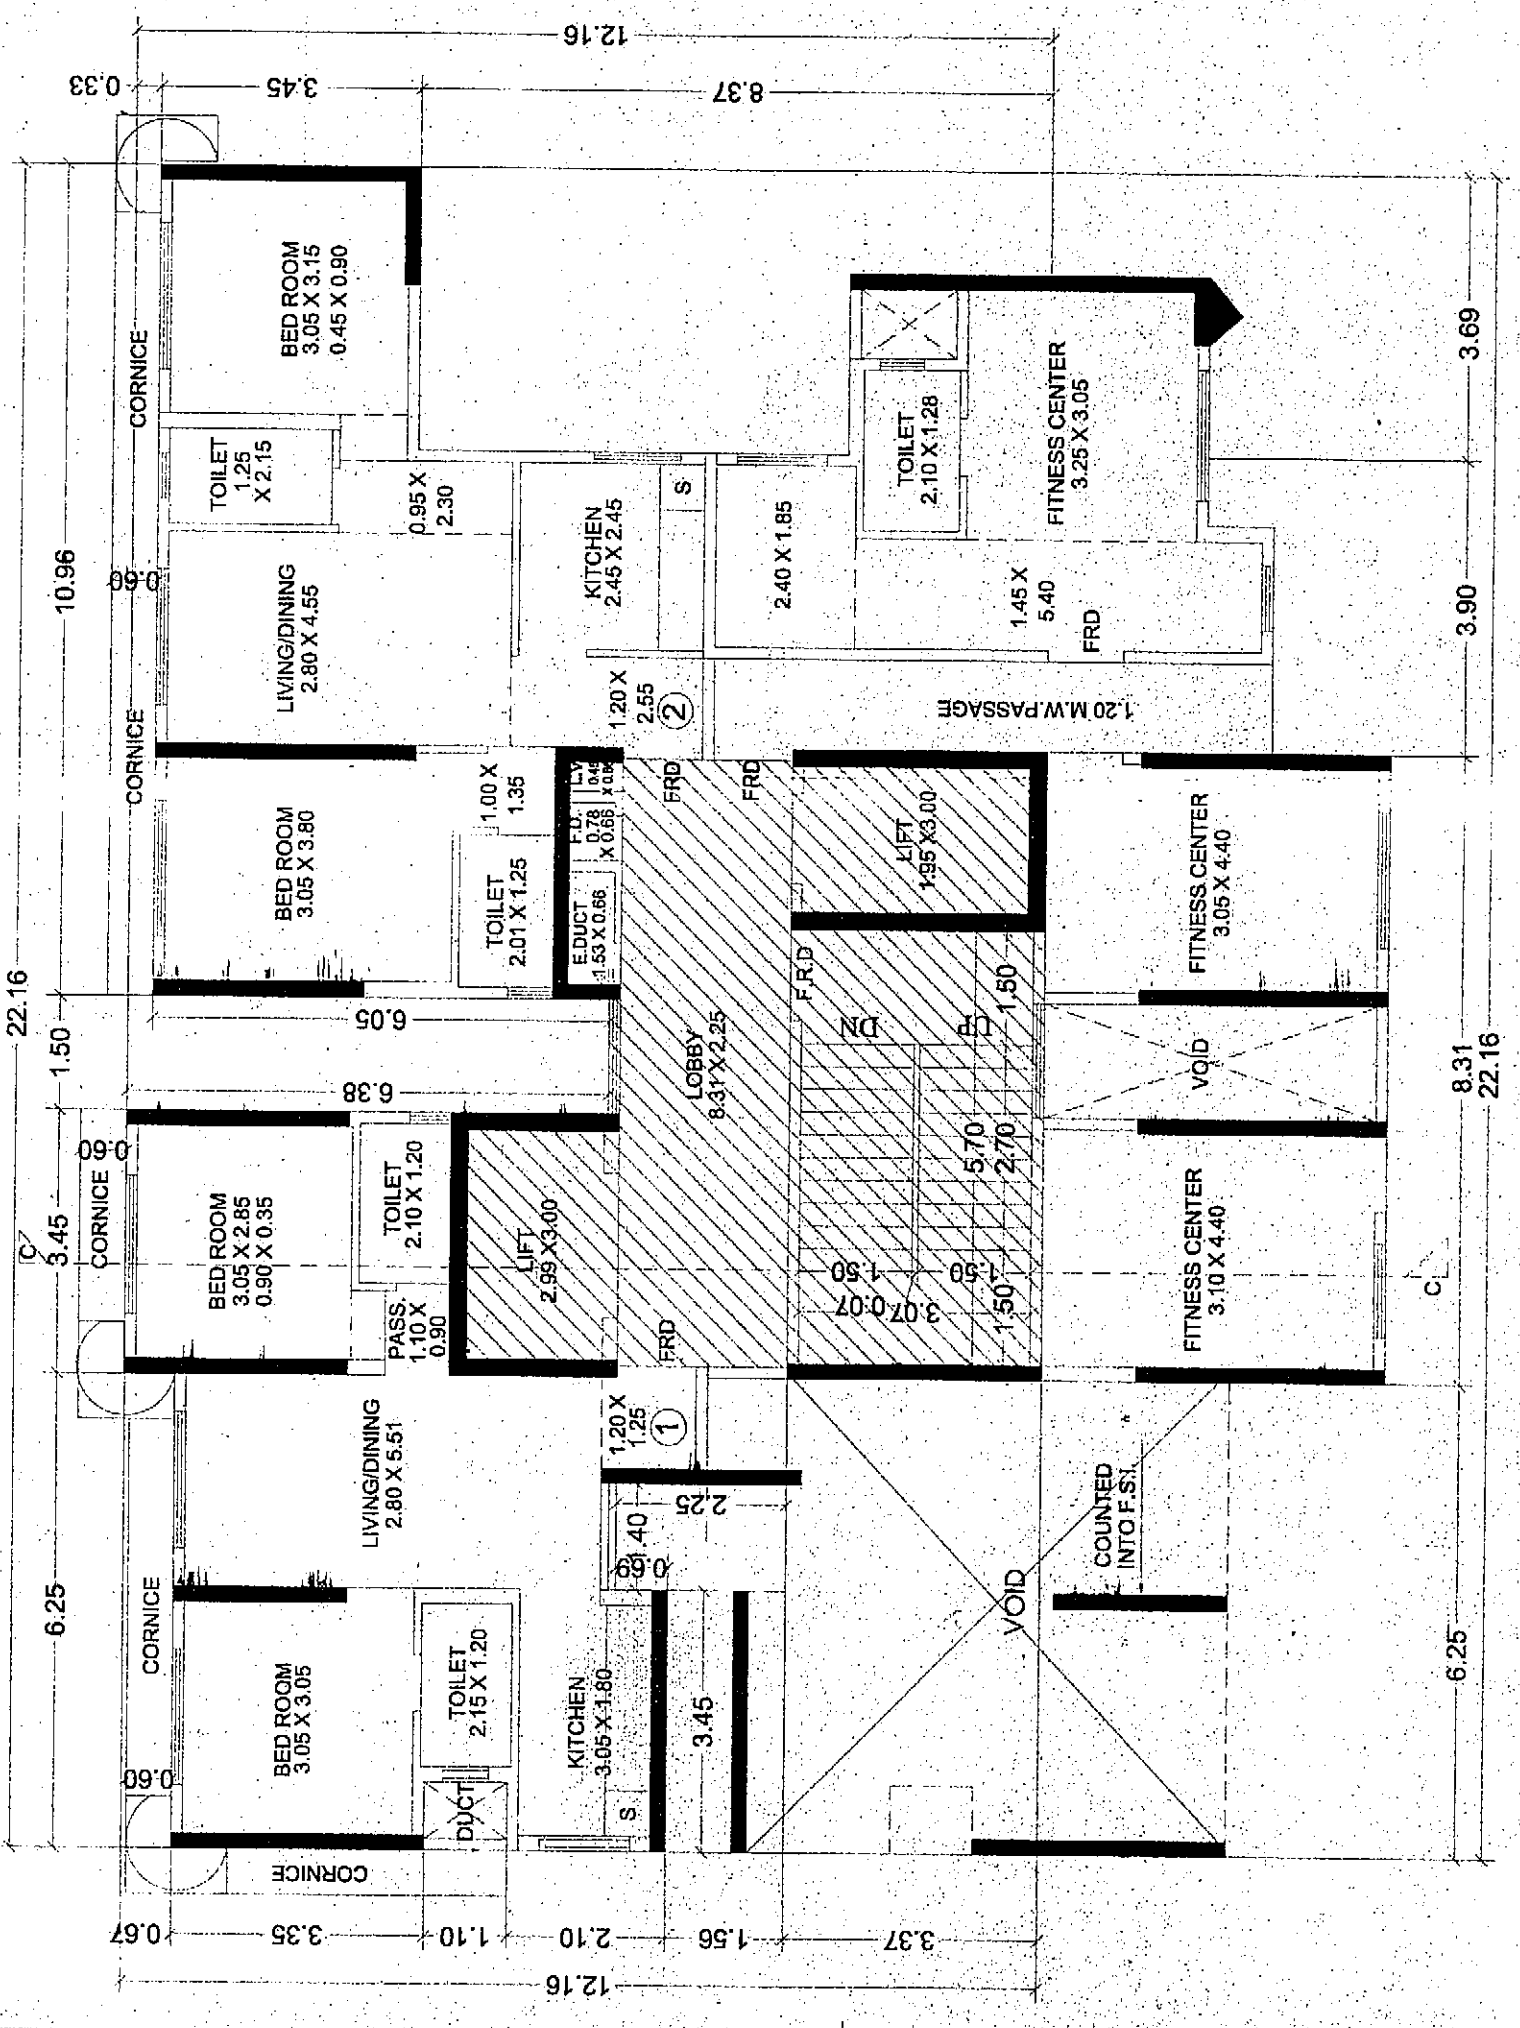 22.16
6.25
3.45
1.50
10.96
C
CORNICE
0.60
CORNICE
0.60
CORNICE
0.60
CORNICE
CORNICE
BED ROOM
3.05 X 3.05
LIVING/DINING
2.80 X 5.51
BED ROOM
3.05 X 2.85
0.90 X 0.35
6.38
6.05
BED ROOM
3.05 X 3.80
LIVING/DINING
2.80 X 4.55
TOILET
1.25
X 2.15
BED ROOM
3.05 X 3.15
0.45 X 0.90
DUCT
TOILET
2.15 X 1.20
PASS.
1.10 X
0.90
TOILET
2.10 X 1.20
TOILET
2.01 X 1.25
1.00 X
1.35
0.95 X
2.30
KITCHEN
3.05 X 1.80
S
LIFT
2.99 X3.00
E.DUCT
1.53 X 0.66
F.D.
0.78
X 0.66
KITCHEN
2.45 X 2.45
S
1.20 X
1.25
1
0.69
1.40
2.25
3.45
FRD
LOBBY
8.31 X 2.25
FRD
FRD
1.20 X
2.55
2
2.40 X 1.85
TOILET
2.10 X 1.28
1.50
1.50
3.07
0.07
1.50
5.70
2.70
1.50
DN
UP
F.R.D
LIFT
1.95 X3.00
1.20 M.W.PASSAGE
1.45 X
5.40
FRD
FITNESS CENTER
3.25 X 3.05
VOID
COUNTED
INTO F.S.I.
FITNESS CENTER
3.10 X 4.40
VOID
FITNESS CENTER
3.05 X 4.40
C
6.25
8.31
3.90
3.69
22.16
22.16
0.67
3.35
1.10
2.10
1.56
3.37
12.16
0.33
3.45
8.37
12.16
CORNICE